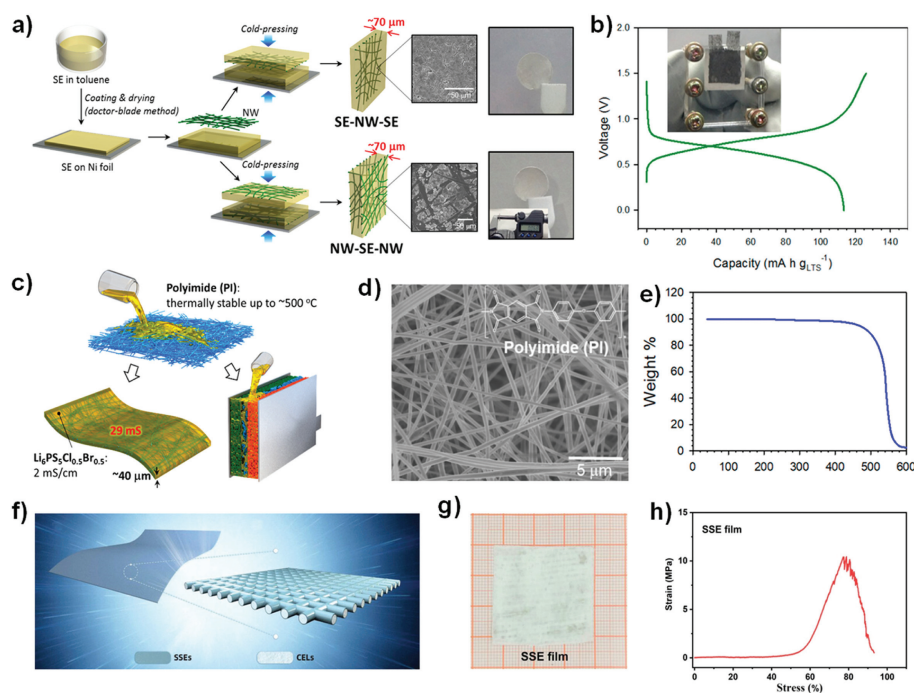 a)
SE in toluene
Coating & drying
(doctor-blade method)
SE on Ni foil
NW
Cold-pressing
~70 μm
SE-NW-SE
~50 μm
Cold-pressing
~70 μm
NW-SE-NW
b)
Voltage (V)
1.5
1.0
0.5
0.0
0 20 40 60 80 100 120 140
Capacity (mA h gLTS⁻¹)
c)
Polyimide (PI):
thermally stable up to ~500 °C
29 mS
Li₆PS₅Cl₀.₅Br₀.₅:
2 mS/cm
~40 μm
d)
Polyimide (PI)
5 μm
e)
Weight %
120
100
80
60
40
20
0
0 100 200 300 400 500 600
f)
SSEs
CELs
g)
SSE film
h)
SSE film
Strain (MPa)
15
10
5
0
0 20 40 60 80 100
Stress (%)